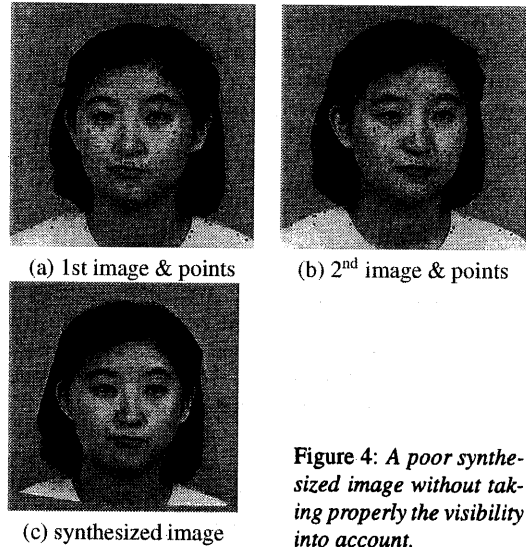 (a) 1st image & points
(b) 2nd image & points
(c) synthesized image
Figure 4: A poor synthe-
sized image without tak-
ing properly the visibility
into account.